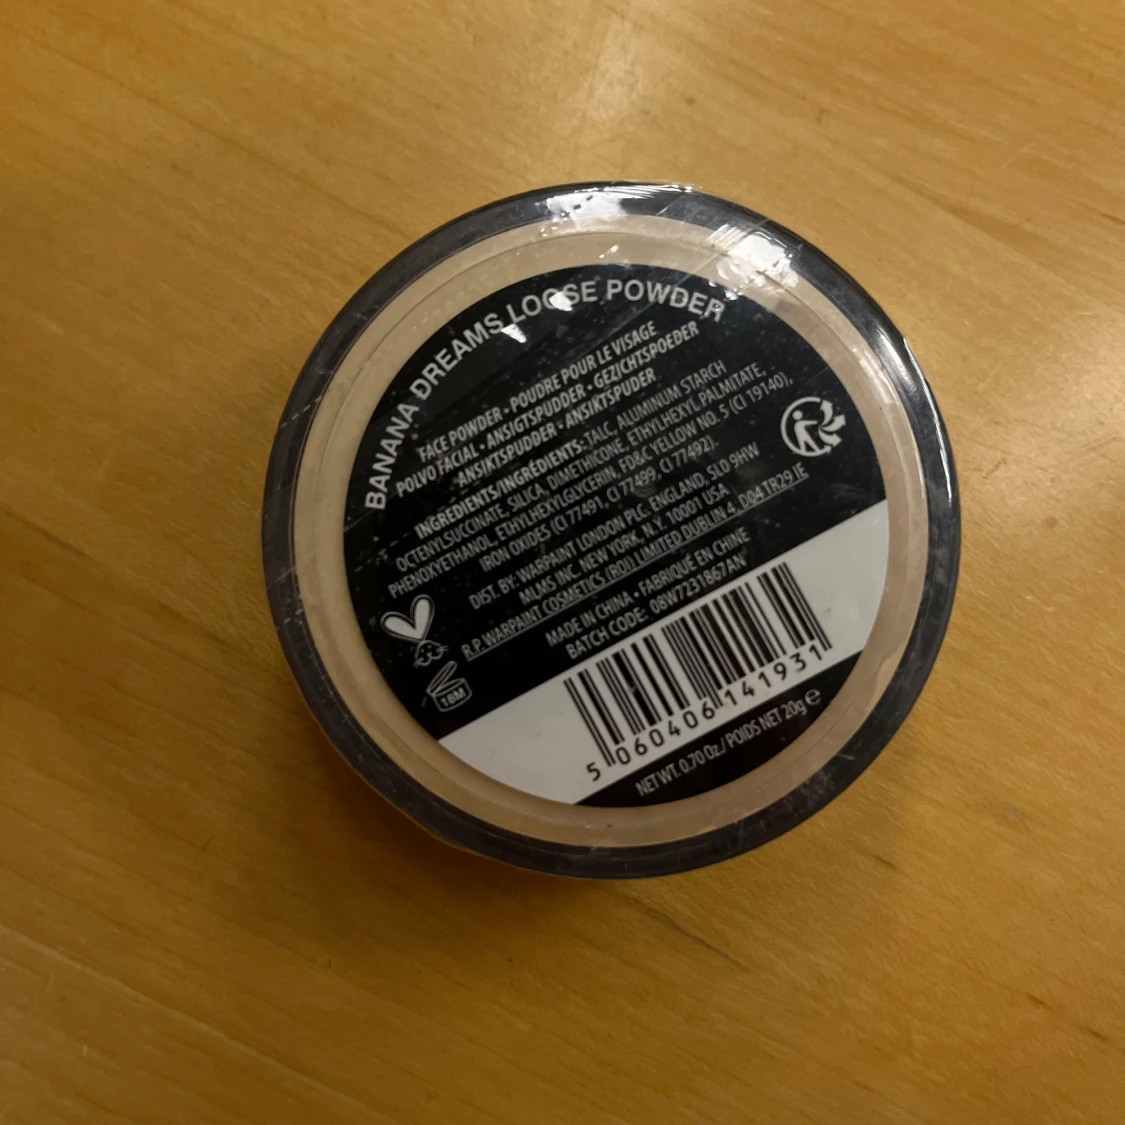 BANANA DREAMS LOOSE POWDER
FACE POWDER • POUDRE POUR LE VISAGE
POLVO FACIAL • ANSIGTSPUDDER • GEZICHTSPOEDER
ANSIKTSPUDDER • ANSIKTSPUDER
INGREDIENTS/INGRÉDIENTS: TALC, ALUMINUM STARCH
OCTENYLSUCCINATE, SILICA, DIMETHICONE, ETHYLHEXYL PALMITATE,
PHENOXYETHANOL, ETHYLHEXYLGLYCERIN, FD&C YELLOW NO. 5 (CI 19140),
IRON OXIDES (CI 77491, CI 77499, CI 77492).
DIST. BY: WARPAINT LONDON PLC. ENGLAND, SL0 9HW
MLMS INC. NEW YORK, N.Y. 10001 USA
R.P. WARPAINT COSMETICS (ROI) LIMITED DUBLIN 4, D04 TR29 IE
MADE IN CHINA • FABRIQUÉ EN CHINE
BATCH CODE: 08W7231867AN
18M
5 060406 141931
NET WT. 0.70 Oz./ POIDS NET 20g ℮